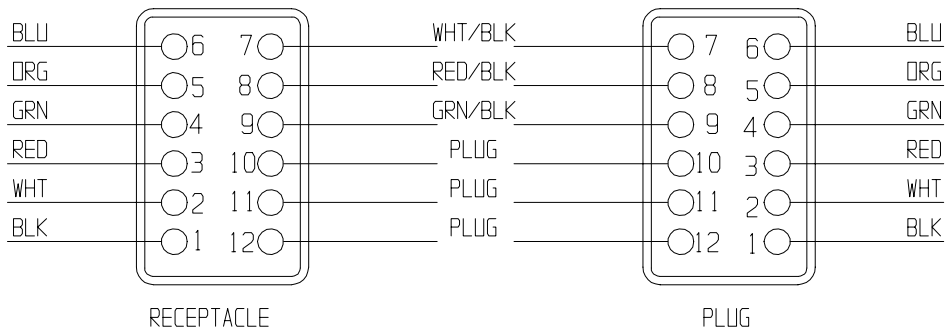 BLU 6 7 WHT/BLK 7 6 BLU
ORG 5 8 RED/BLK 8 5 ORG
GRN 4 9 GRN/BLK 9 4 GRN
RED 3 10 PLUG 10 3 RED
WHT 2 11 PLUG 11 2 WHT
BLK 1 12 PLUG 12 1 BLK
RECEPTACLE PLUG